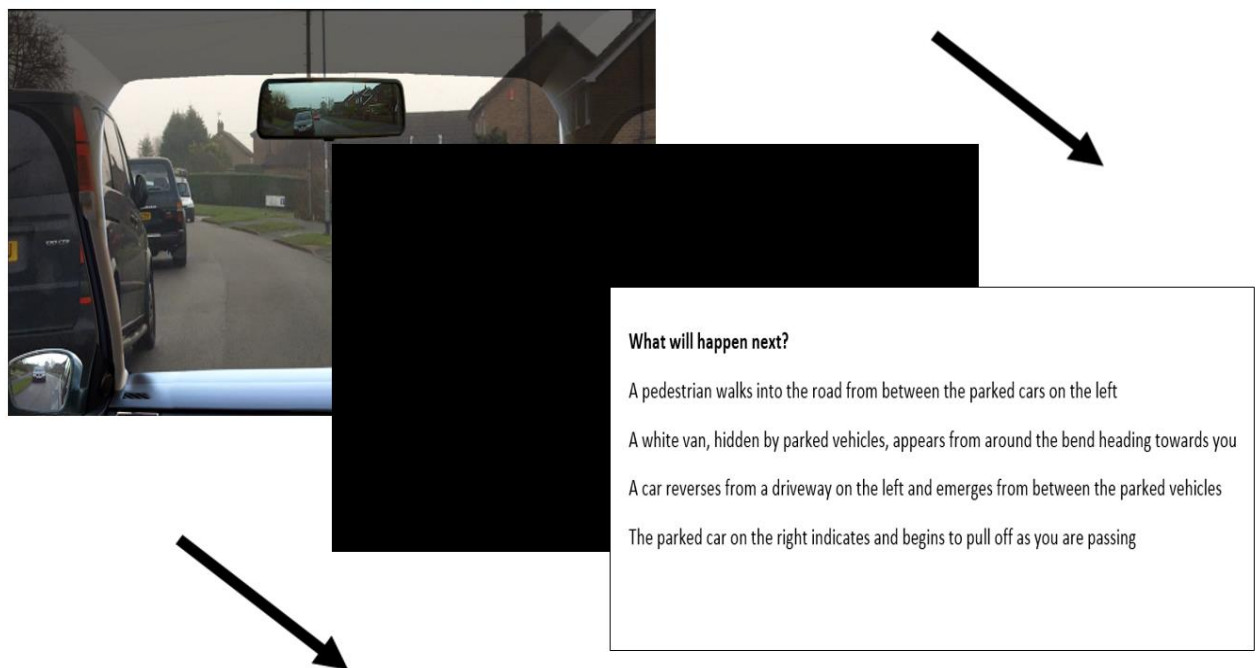 What will happen next?
A pedestrian walks into the road from between the parked cars on the left
A white van, hidden by parked vehicles, appears from around the bend heading towards you
A car reverses from a driveway on the left and emerges from between the parked vehicles
The parked car on the right indicates and begins to pull off as you are passing